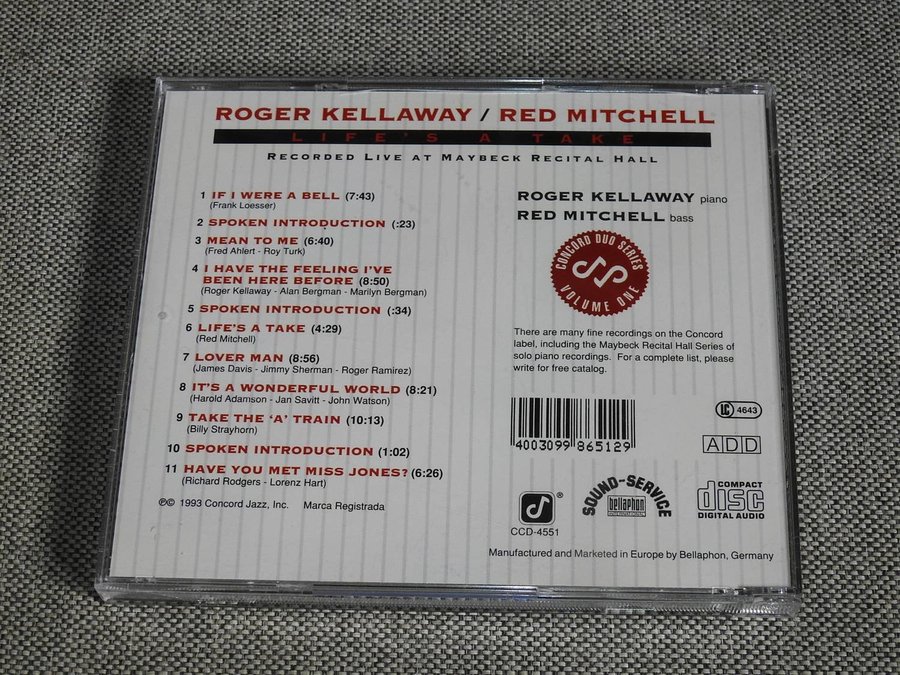 ROGER KELLAWAY / RED MITCHELL
LIFE'S A TAKE
RECORDED LIVE AT MAYBECK RECITAL HALL
1 IF I WERE A BELL (7:43)
(Frank Loesser)
2 SPOKEN INTRODUCTION (:23)
3 MEAN TO ME (6:40)
(Fred Ahlert - Roy Turk)
4 I HAVE THE FEELING I'VE
BEEN HERE BEFORE (8:50)
(Roger Kellaway - Alan Bergman - Marilyn Bergman)
5 SPOKEN INTRODUCTION (:34)
6 LIFE'S A TAKE (4:29)
(Red Mitchell)
7 LOVER MAN (8:56)
(James Davis - Jimmy Sherman - Roger Ramirez)
8 IT'S A WONDERFUL WORLD (8:21)
(Harold Adamson - Jan Savitt - John Watson)
9 TAKE THE 'A' TRAIN (10:13)
(Billy Strayhorn)
10 SPOKEN INTRODUCTION (1:02)
11 HAVE YOU MET MISS JONES? (6:26)
(Richard Rodgers - Lorenz Hart)
℗© 1993 Concord Jazz, Inc. Marca Registrada
ROGER KELLAWAY piano
RED MITCHELL bass
CONCORD DUO SERIES
VOLUME ONE
There are many fine recordings on the Concord
label, including the Maybeck Recital Hall Series of
solo piano recordings. For a complete list, please
write for free catalog.
4003099 865129
LC 4643
ADD
®
CCD-4551
SOUND-SERVICE
bellaphon
COMPACT
disc
DIGITAL AUDIO
Manufactured and Marketed in Europe by Bellaphon, Germany